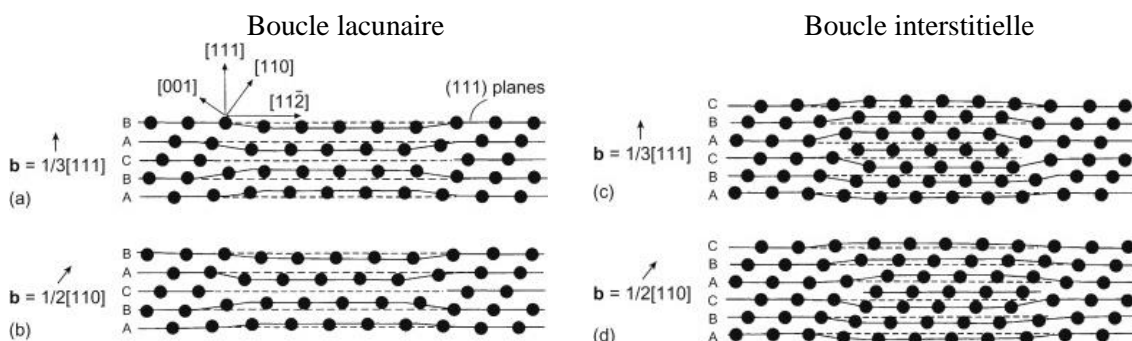 Boucle lacunaire
[111]
[110]
[001]
[112̄]
(111) planes
B
A
C
B
A
b = 1/3[111]
(a)
B
A
C
B
A
b = 1/2[110]
(b)
Boucle interstitielle
C
B
A
C
B
A
b = 1/3[111]
(c)
C
B
A
C
B
A
b = 1/2[110]
(d)